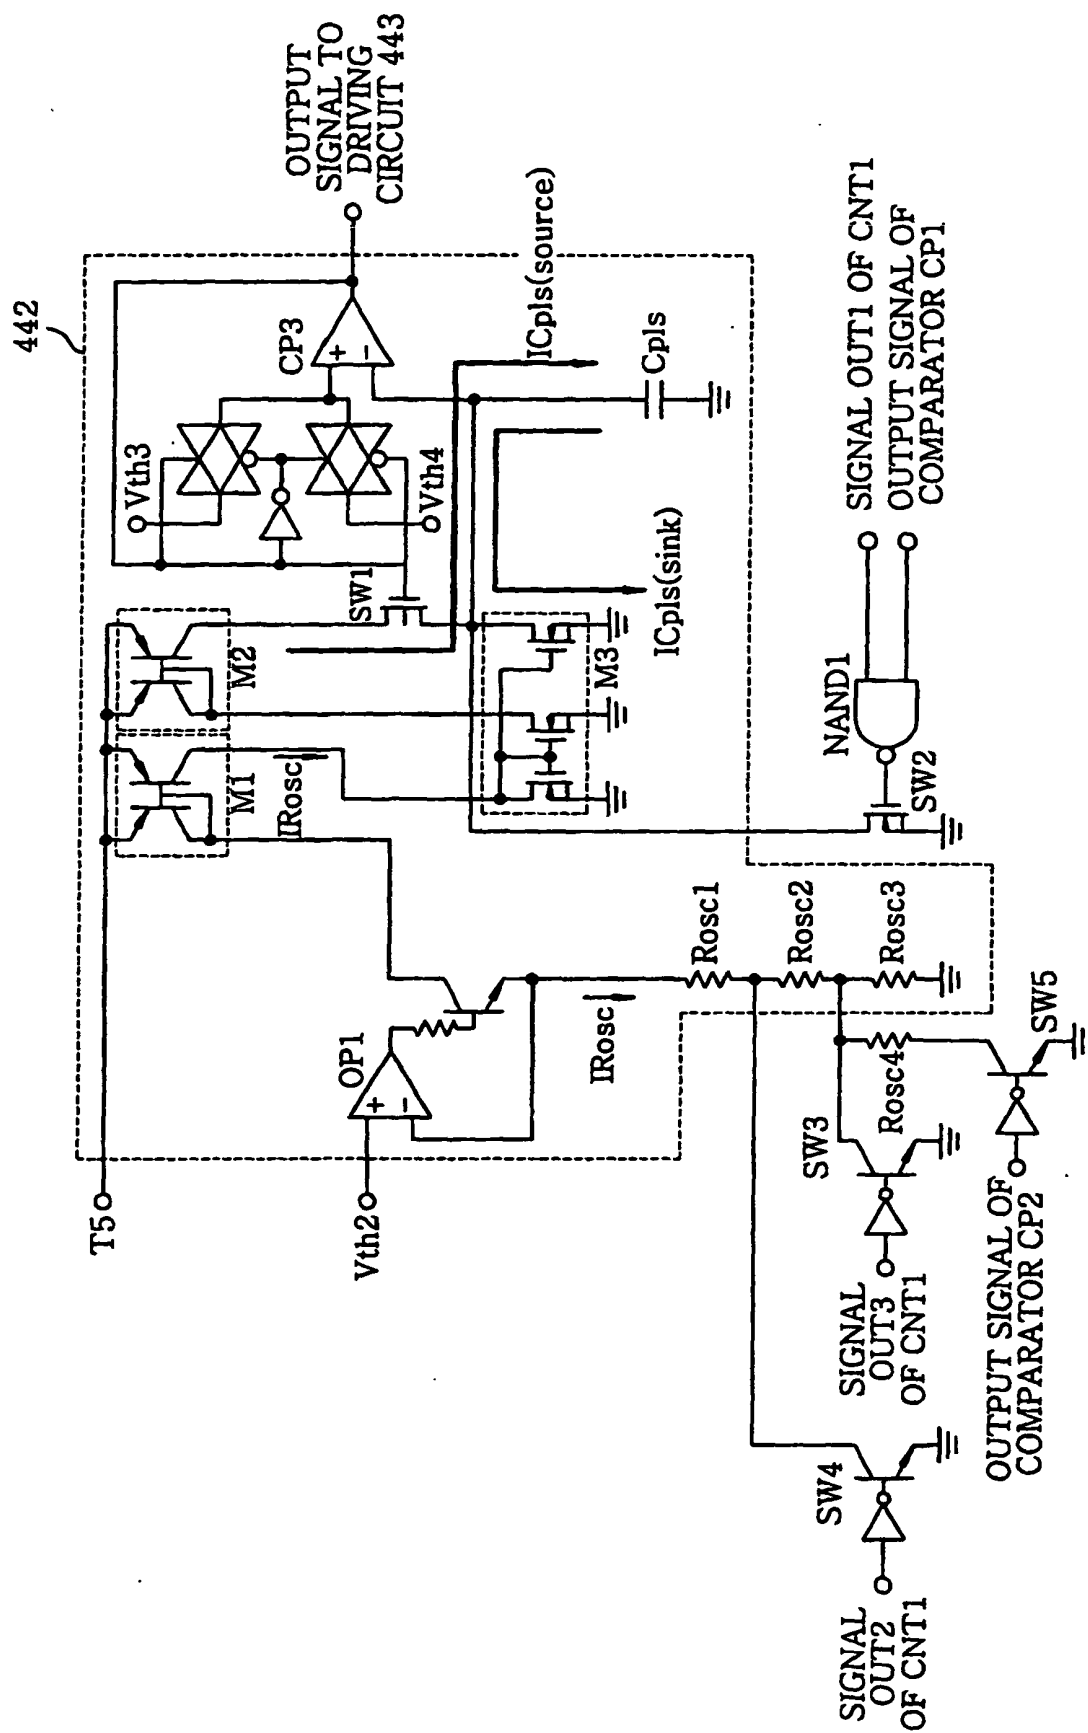 442
OUTPUT
SIGNAL TO
DRIVING
CIRCUIT 443
T5
M1
M2
IRosc
Vth3
Vth4
CP3
+
−
SW1
ICpls(source)
ICpls(sink)
Cpls
M3
Vth2
OP1
+
−
IRosc
Rosc1
Rosc2
Rosc3
Rosc4
NAND1
SW2
SIGNAL OUT1 OF CNT1
OUTPUT SIGNAL OF
COMPARATOR CP1
SW3
SIGNAL
OUT3
OF CNT1
SW4
SIGNAL
OUT2
OF CNT1
SW5
OUTPUT SIGNAL OF
COMPARATOR CP2